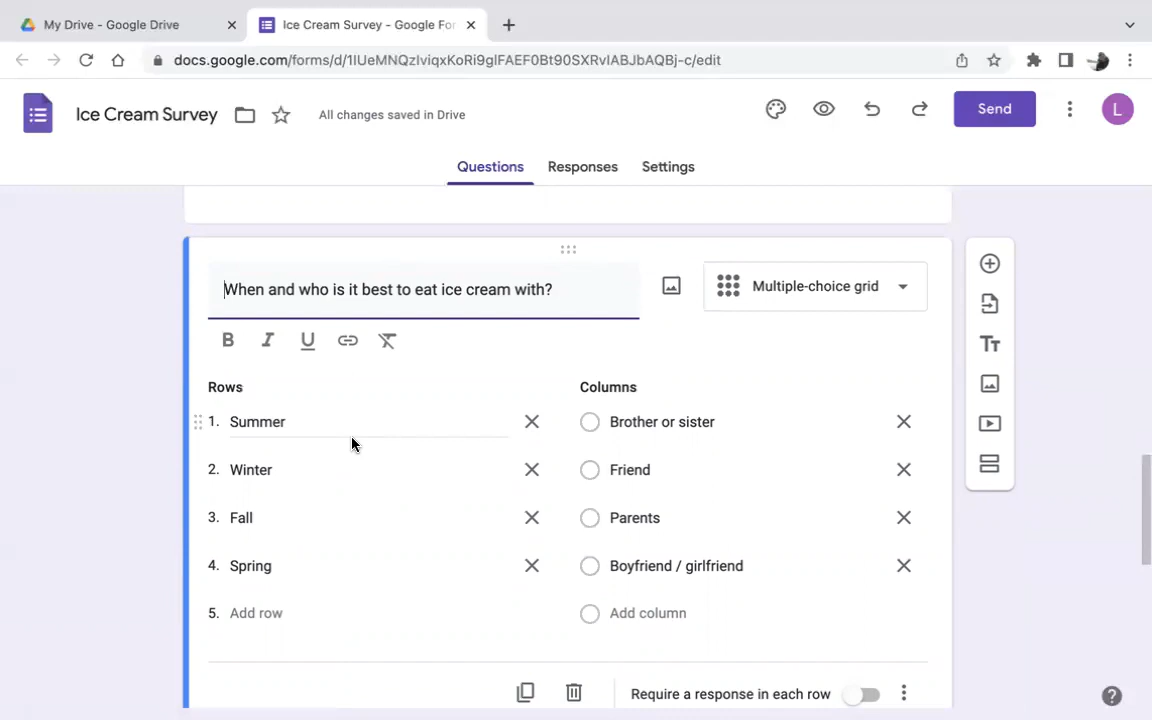 My Drive - Google Drive
Ice Cream Survey - Google For
docs.google.com/forms/d/1IUeMNQzIviqxKoRi9gIFAEF0Bt90SXRvIABJbAQBj-c/edit
Ice Cream Survey
All changes saved in Drive
Send
L
Questions
Responses
Settings
When and who is it best to eat ice cream with?
Multiple-choice grid
B I U
Tт
Rows
Columns
1. Summer
Brother or sister
2. Winter
Friend
3. Fall
Parents
4. Spring
Boyfriend / girlfriend
5. Add row
Add column
Require a response in each row